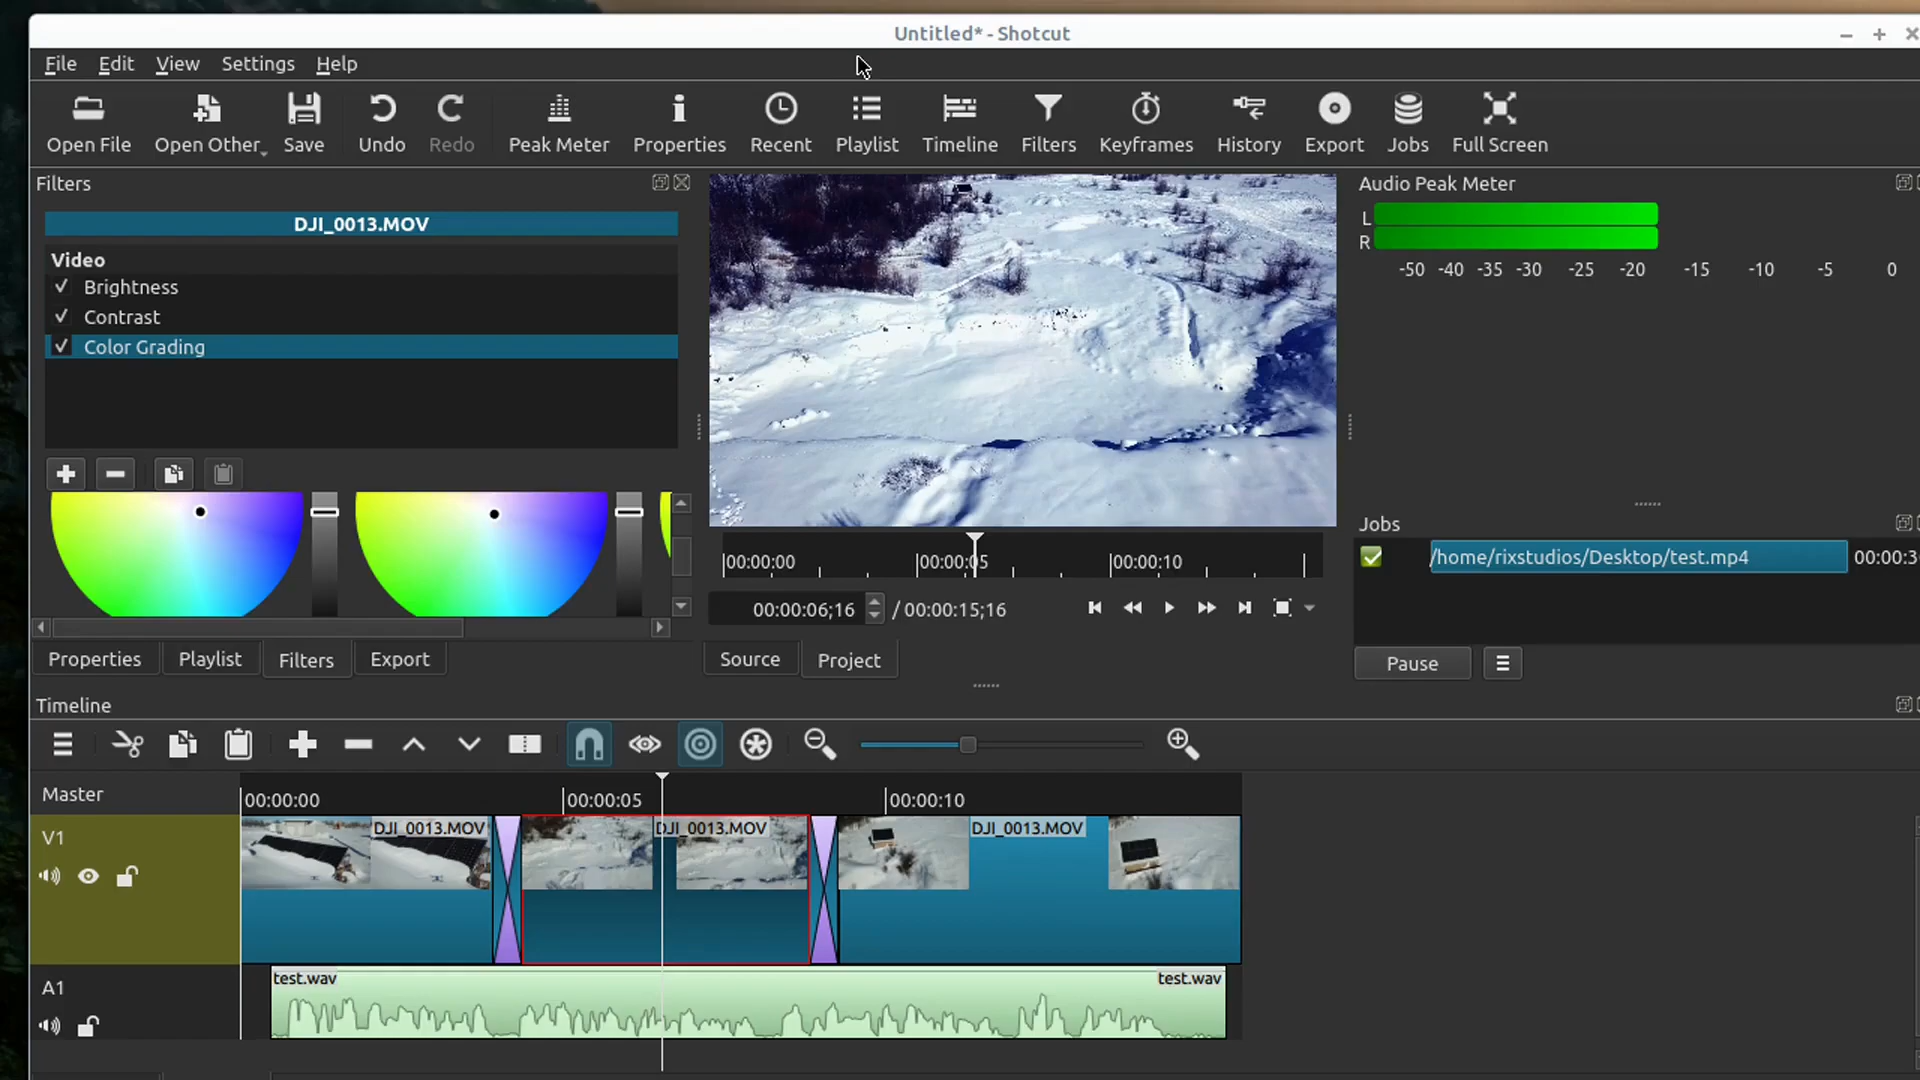 Untitled* - Shotcut
File Edit View Settings Help
Open File Open Other Save Undo Redo Peak Meter Properties Recent Playlist Timeline Filters Keyframes History Export Jobs Full Screen
Filters
DJI_0013.MOV
Video
Brightness
Contrast
Color Grading
Audio Peak Meter
L
R
-50 -40 -35 -30 -25 -20 -15 -10 -5 0
00:00:00 00:00:05 00:00:10
00:00:06;16 / 00:00:15;16
Jobs
/home/rixstudios/Desktop/test.mp4 00:00:3
Properties Playlist Filters Export
Source Project
Pause
Timeline
Master
00:00:00 00:00:05 00:00:10
V1
DJI_0013.MOV DJI_0013.MOV DJI_0013.MOV
A1
test.wav test.wav